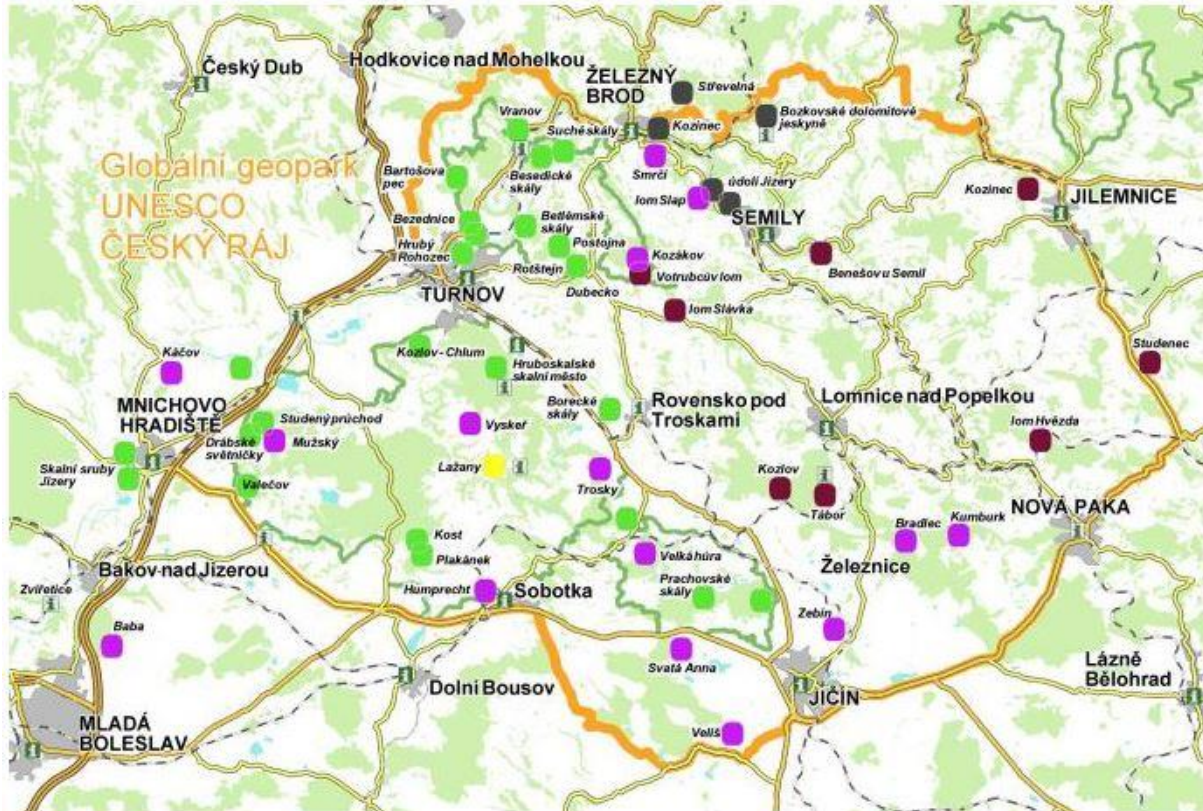 Český Dub
Hodkovice nad Mohelkou
ŽELEZNÝ
BROD
Střevelná
Vranov
Suché skály
Kozinec
Bozkovské dolomitové
jeskyně
Globální geopark
UNESCO
ČESKÝ RÁJ
Bartošova
pec
Besedické
skály
Smrčí
údolí Jizery
lom Slap
SEMILY
Kozinec
JILEMNICE
Bezednice
Betlémské
skály
Hrubý
Rohozec
Postojna
Rotštejn
Kozákov
Votrubcův lom
Benešov u Semil
TURNOV
Dubecko
lom Slávka
Káčov
Kozlov - Chlum
Hruboskalské
skalní město
Studenec
MNICHOVO
HRADIŠTĚ
Studený průchod
Drábské
světničky
Mužský
Vyskeř
Borecké
skály
Rovensko pod
Troskami
Lomnice nad Popelkou
lom Hvězda
Skalní sruby
Jizery
Valečov
Lažany
Trosky
Kozlov
Tábor
NOVÁ PAKA
Bradlec
Kumburk
Kost
Plakánek
Velká húra
Železnice
Bakov nad Jizerou
Zvířetice
Humprecht
Sobotka
Prachovské
skály
Zebín
Baba
Svatá Anna
Lázně
Bělohrad
Dolní Bousov
JIČÍN
MLADÁ
BOLESLAV
Veliš